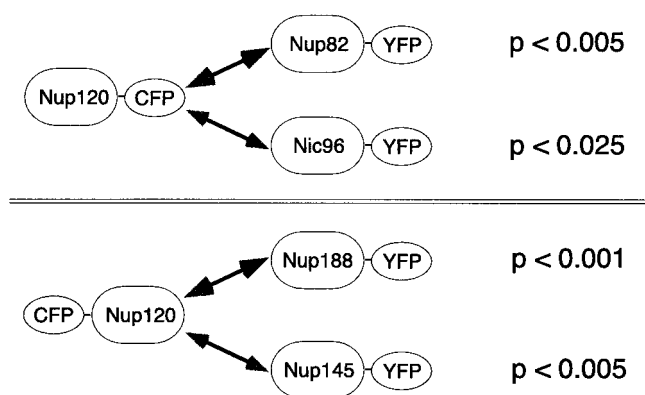 Nup82 YFP p < 0.005
Nup120 CFP
Nic96 YFP p < 0.025
Nup188 YFP p < 0.001
CFP Nup120
Nup145 YFP p < 0.005